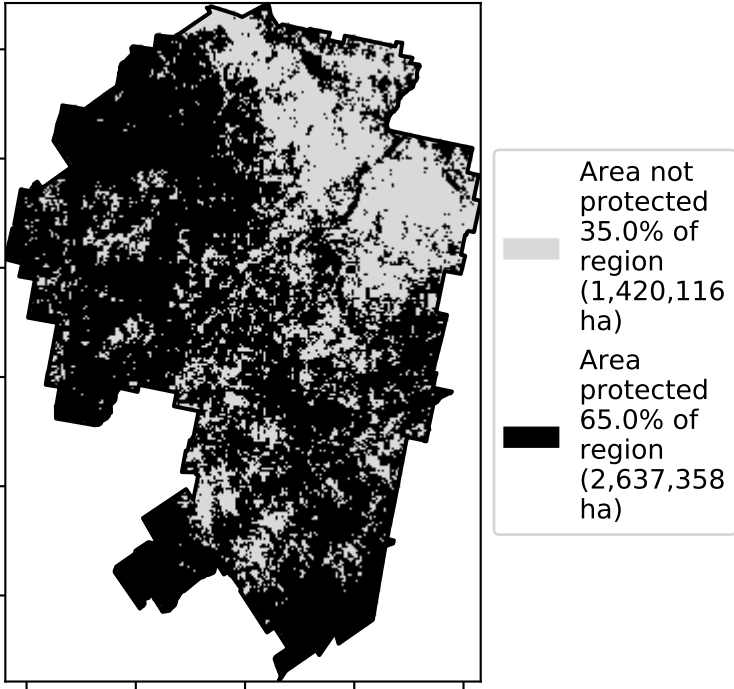 Area not
protected
35.0% of
region
(1,420,116
ha)
Area
protected
65.0% of
region
(2,637,358
ha)